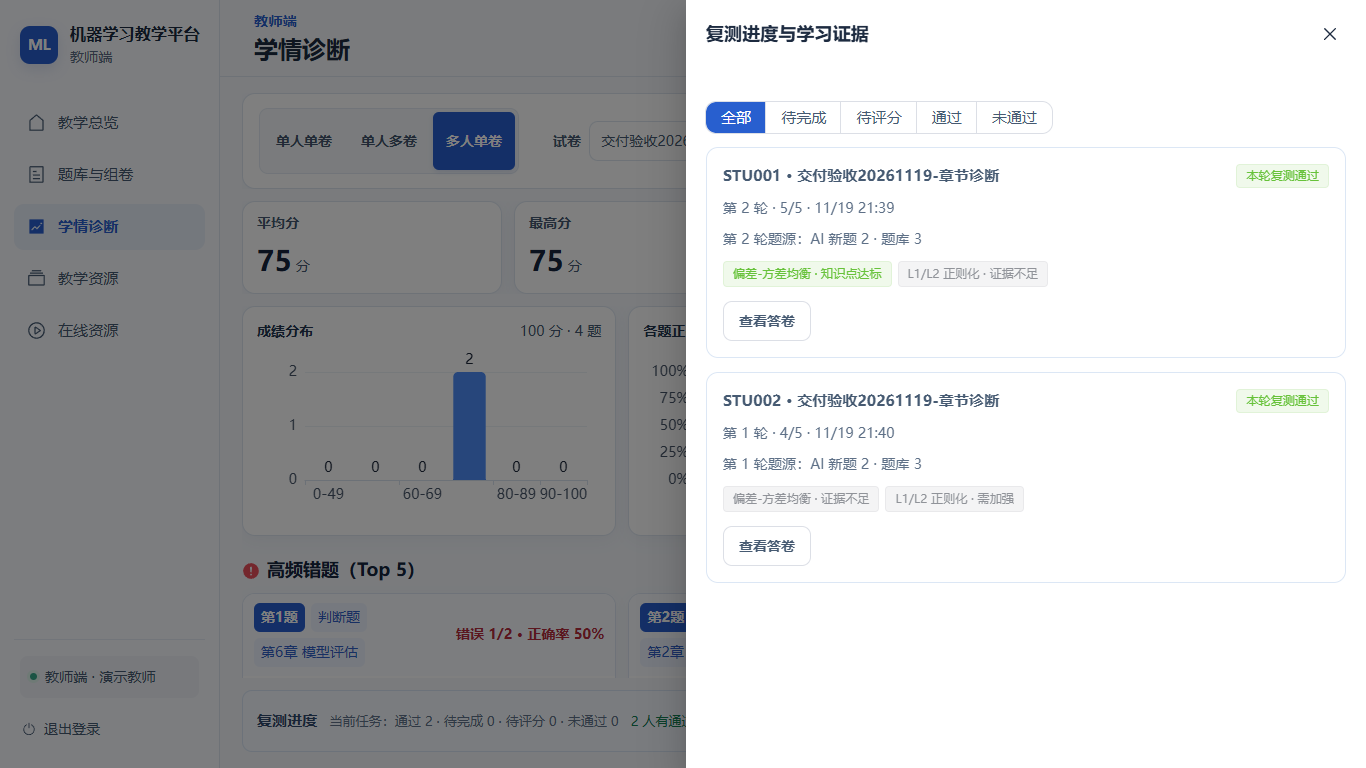 ML
机器学习教学平台
教师端
教学总览
题库与组卷
学情诊断
教学资源
在线资源
教师端 · 演示教师
退出登录
教师端
学情诊断
单人单卷
单人多卷
多人单卷
试卷
交付验收2026
平均分
75 分
最高分
75 分
成绩分布
100 分 · 4 题
2
2
1
0
0
0
0
0
0
0-49
60-69
80-89
90-100
各题正
100%
75%
50%
25%
0%
高频错题（Top 5）
第1题
判断题
错误 1/2 • 正确率 50%
第6章 模型评估
第2题
第2章
复测进度
当前任务：通过 2 · 待完成 0 · 待评分 0 · 未通过 0
2 人有通
复测进度与学习证据
全部
待完成
待评分
通过
未通过
STU001 • 交付验收20261119-章节诊断
本轮复测通过
第 2 轮 · 5/5 · 11/19 21:39
第 2 轮题源：AI 新题 2 · 题库 3
偏差-方差均衡 · 知识点达标
L1/L2 正则化 · 证据不足
查看答卷
STU002 • 交付验收20261119-章节诊断
本轮复测通过
第 1 轮 · 4/5 · 11/19 21:40
第 1 轮题源：AI 新题 2 · 题库 3
偏差-方差均衡 · 证据不足
L1/L2 正则化 · 需加强
查看答卷